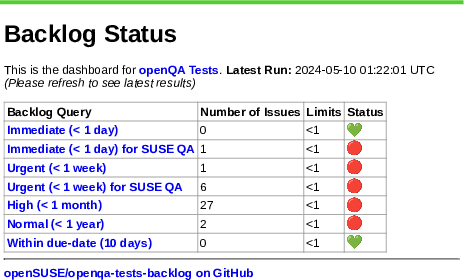 Backlog Status
This is the dashboard for openQA Tests. Latest Run: 2024-05-10 01:22:01 UTC
(Please refresh to see latest results)
Backlog Query Number of Issues Limits Status
Immediate (< 1 day) 0 <1 💚
Immediate (< 1 day) for SUSE QA 1 <1 🔴
Urgent (< 1 week) 1 <1 🔴
Urgent (< 1 week) for SUSE QA 6 <1 🔴
High (< 1 month) 27 <1 🔴
Normal (< 1 year) 2 <1 🔴
Within due-date (10 days) 0 <1 💚
openSUSE/openqa-tests-backlog on GitHub